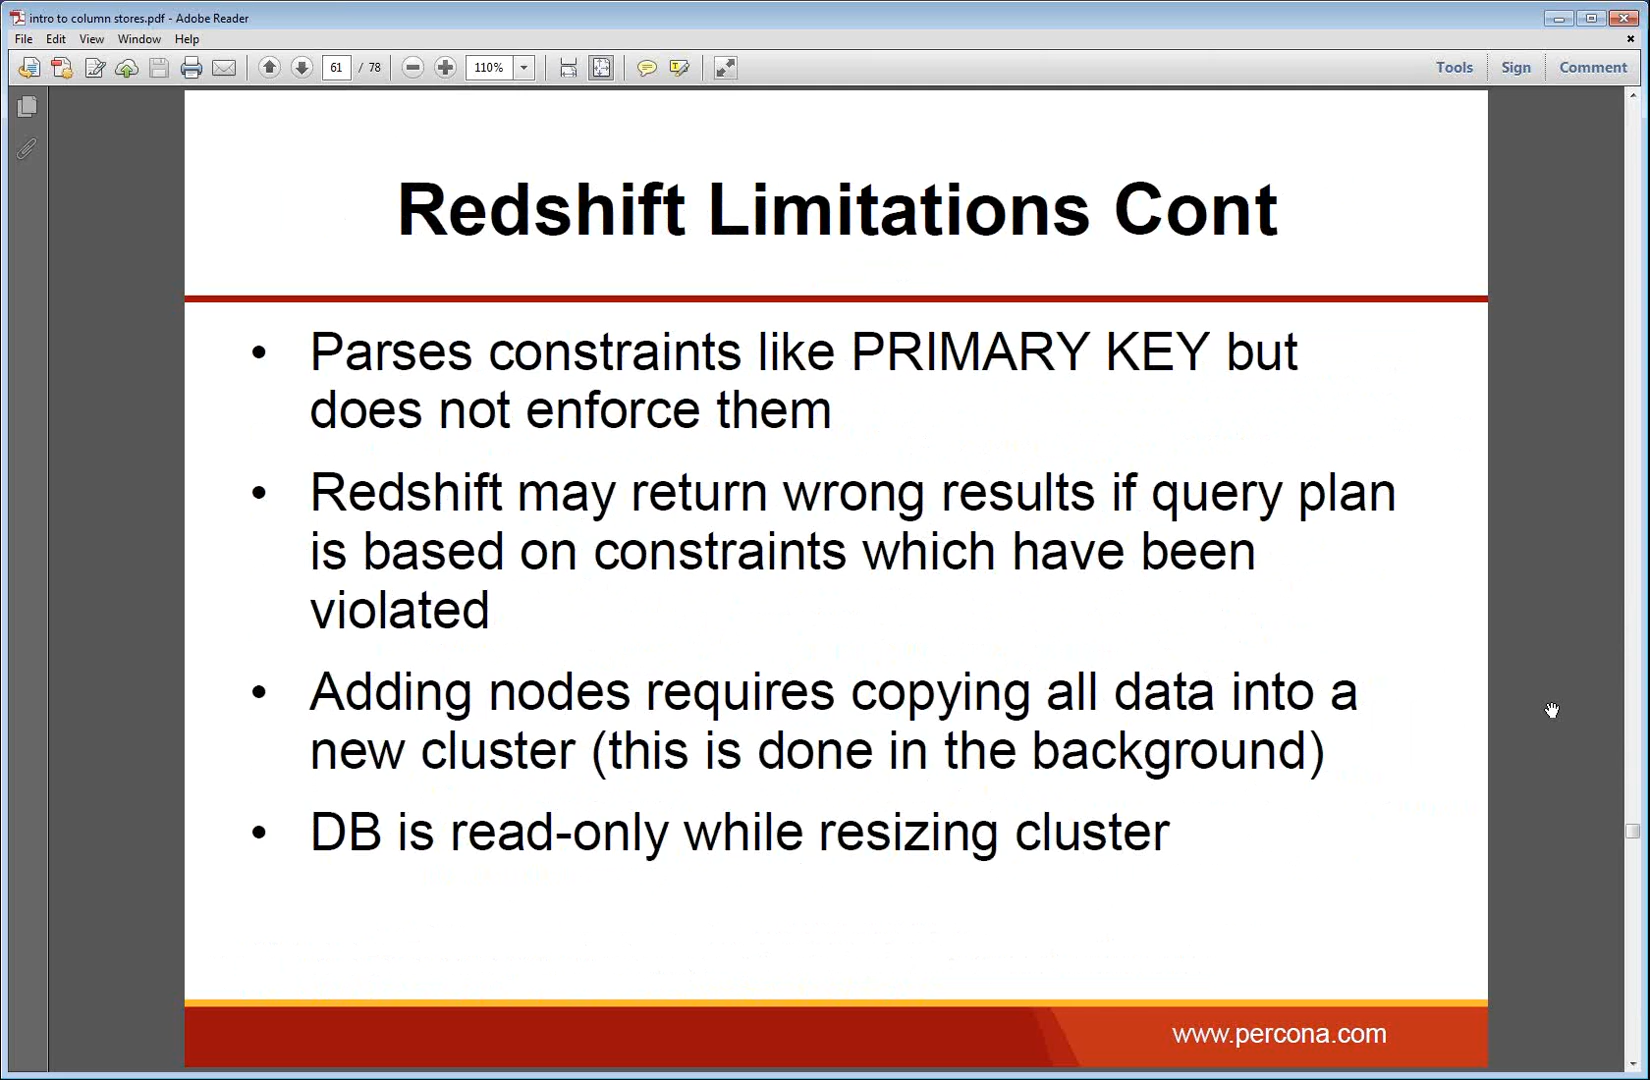 intro to column stores.pdf - Adobe Reader
File Edit View Window Help
61 / 78 110% Tools Sign Comment
Redshift Limitations Cont
• Parses constraints like PRIMARY KEY but
does not enforce them
• Redshift may return wrong results if query plan
is based on constraints which have been
violated
• Adding nodes requires copying all data into a
new cluster (this is done in the background)
• DB is read-only while resizing cluster
www.percona.com